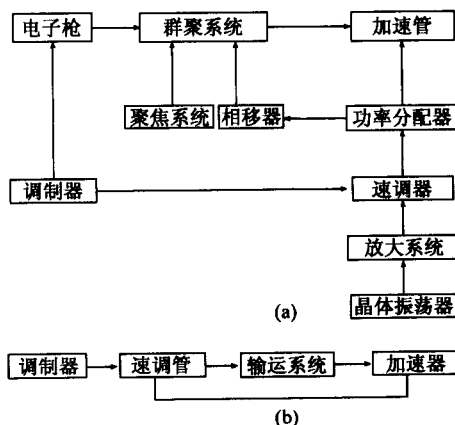 电子枪 群聚系统 加速管
聚焦系统 相移器 功率分配器
调制器 速调器
放大系统
晶体振荡器
(a)
调制器 速调管 输运系统 加速器
(b)